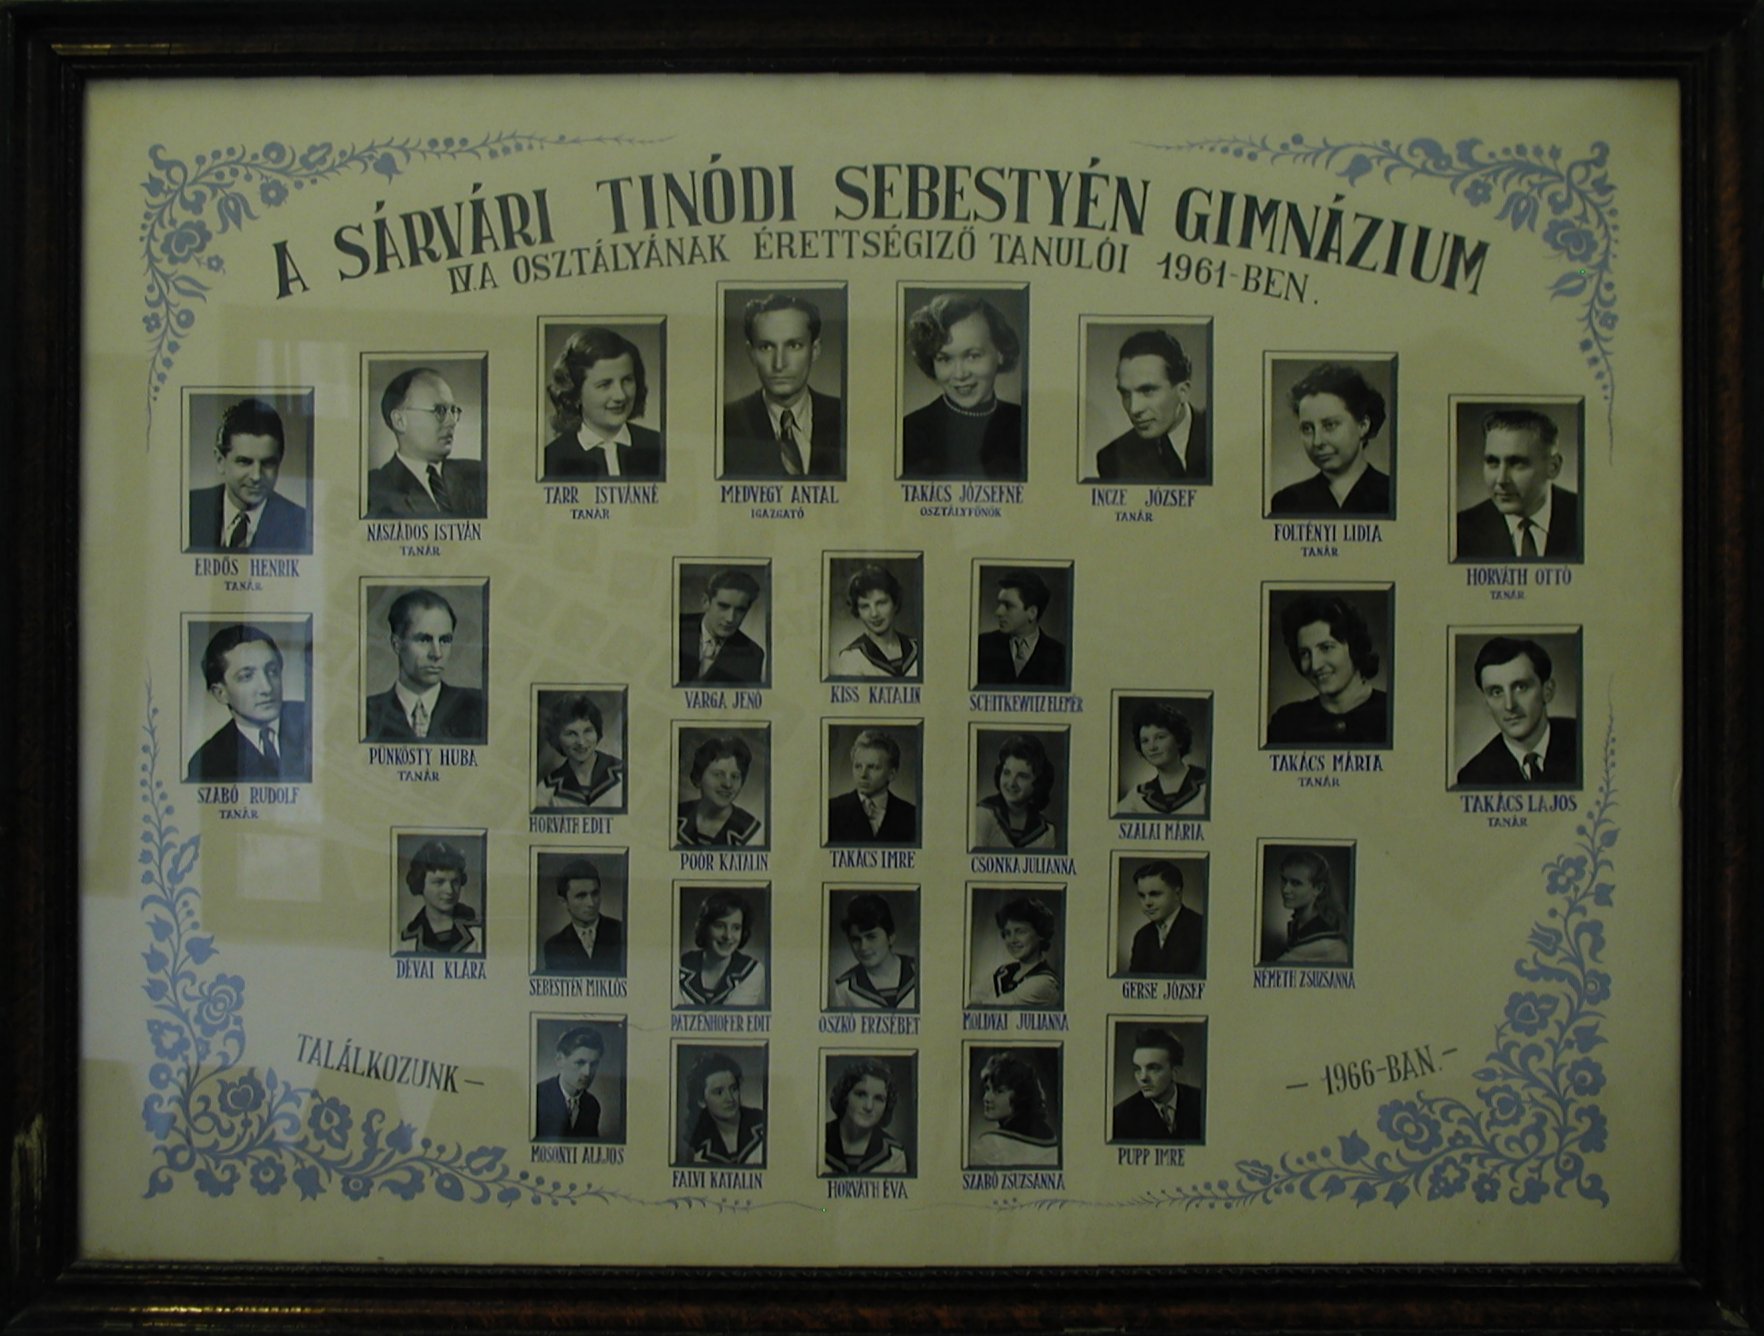 A SÁRVÁRI TINÓDI SEBESTYÉN GIMNÁZIUM
IV.A OSZTÁLYÁNAK ÉRETTSÉGIZŐ TANULÓI 1961-BEN.
ERDŐS HENRIK
TANÁR
NASZÁDOS ISTVÁN
TANÁR
TARR ISTVÁNNÉ
TANÁR
MEDVEGY ANTAL
IGAZGATÓ
TAKÁCS JÓZSEFNÉ
OSZTÁLYFŐNÖK
INCZE JÓZSEF
TANÁR
FOLTÉNYI LIDIA
TANÁR
HORVÁTH OTTÓ
TANÁR
SZABÓ RUDOLF
TANÁR
PÜNKÖSTY HUBA
TANÁR
TAKÁCS MÁRIA
TANÁR
TAKÁCS LAJOS
TANÁR
VARGA JENŐ
KISS KATALIN
SCHITKEWITZ ELEMÉR
HORVÁTH EDIT
POÓR KATALIN
TAKÁCS IMRE
CSONKA JULIANNA
SZALAI MÁRIA
DÉVAI KLÁRA
SEBESTYÉN MIKLÓS
PATZENHOFER EDIT
OSZKÓ ERZSÉBET
MOLDVAI JULIANNA
GERSE JÓZSEF
NÉMETH ZSUZSANNA
MOSONYI ALAJOS
FALVI KATALIN
HORVÁTH ÉVA
SZABÓ ZSUZSANNA
PUPP IMRE
TALÁLKOZUNK –
– 1966-BAN. –